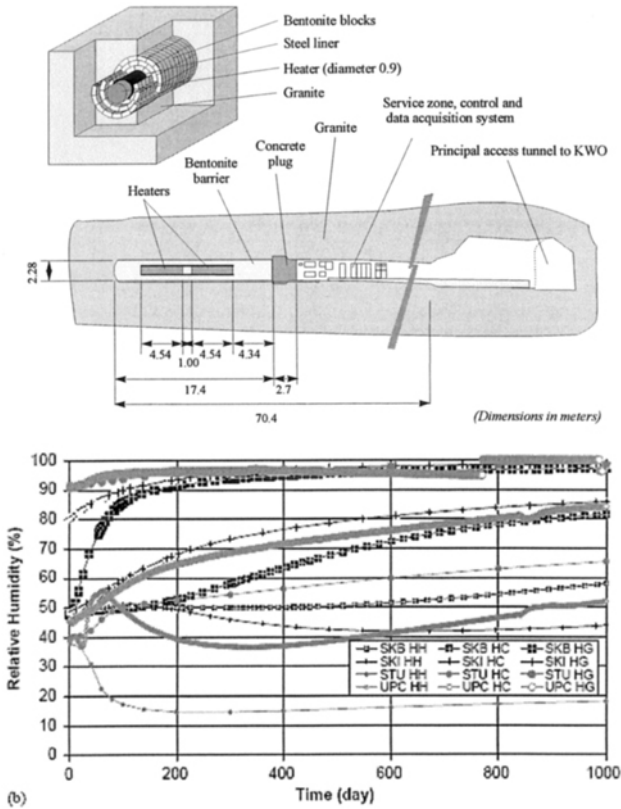 Bentonite blocks
Steel liner
Heater (diameter 0.9)
Granite
Service zone, control and
data acquisition system
Granite
Principal access tunnel to KWO
Concrete
plug
Bentonite
barrier
Heaters
2.28
4.54 4.54 4.34
1.00
17.4 2.7
70.4
(Dimensions in meters)
Relative Humidity (%)
100
90
80
70
60
50
40
30
20
10
0
SKB HH SKB HC SKB HG
SKI HH SKI HC SKI HG
STU HH STU HC STU HG
UPC HH UPC HC UPC HG
0 200 400 600 800 1000
Time (day)
(b)